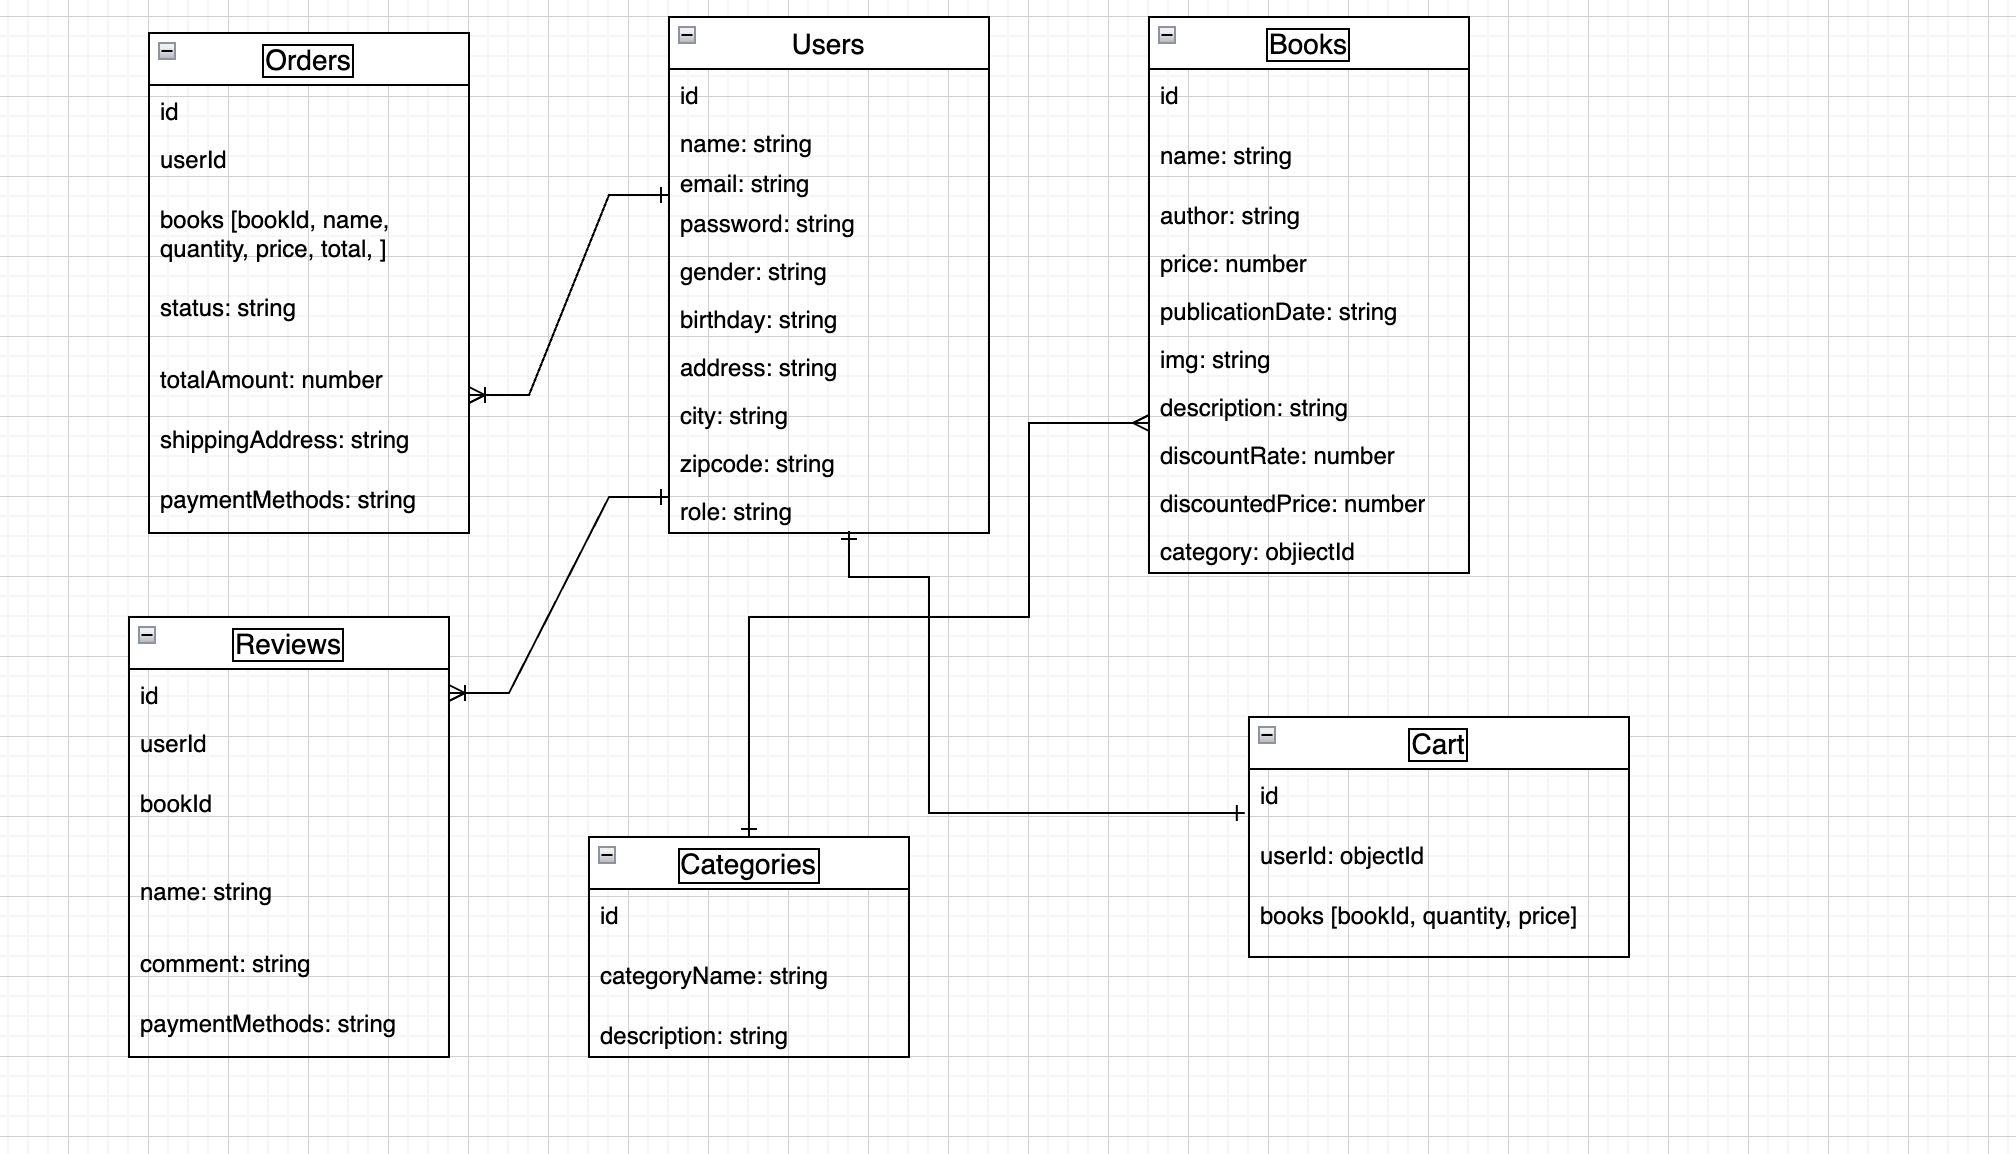 Orders
id
userId
books [bookId, name,
quantity, price, total, ]
status: string
totalAmount: number
shippingAddress: string
paymentMethods: string
Users
id
name: string
email: string
password: string
gender: string
birthday: string
address: string
city: string
zipcode: string
role: string
Books
id
name: string
author: string
price: number
publicationDate: string
img: string
description: string
discountRate: number
discountedPrice: number
category: objiectId
Reviews
id
userId
bookId
name: string
comment: string
paymentMethods: string
Categories
id
categoryName: string
description: string
Cart
id
userId: objectId
books [bookId, quantity, price]